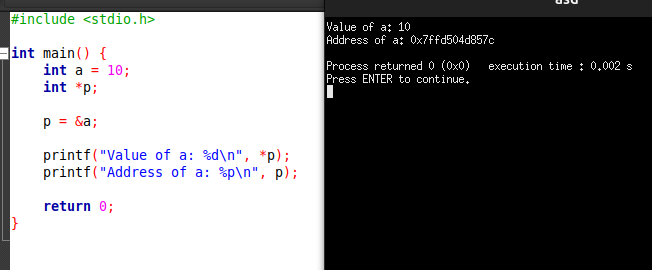 #include <stdio.h>
int main() {
int a = 10;
int *p;
p = &a;
printf("Value of a: %d\n", *p);
printf("Address of a: %p\n", p);
return 0;
}
Value of a: 10
Address of a: 0x7ffd504d857c
Process returned 0 (0x0)   execution time : 0.002 s
Press ENTER to continue.